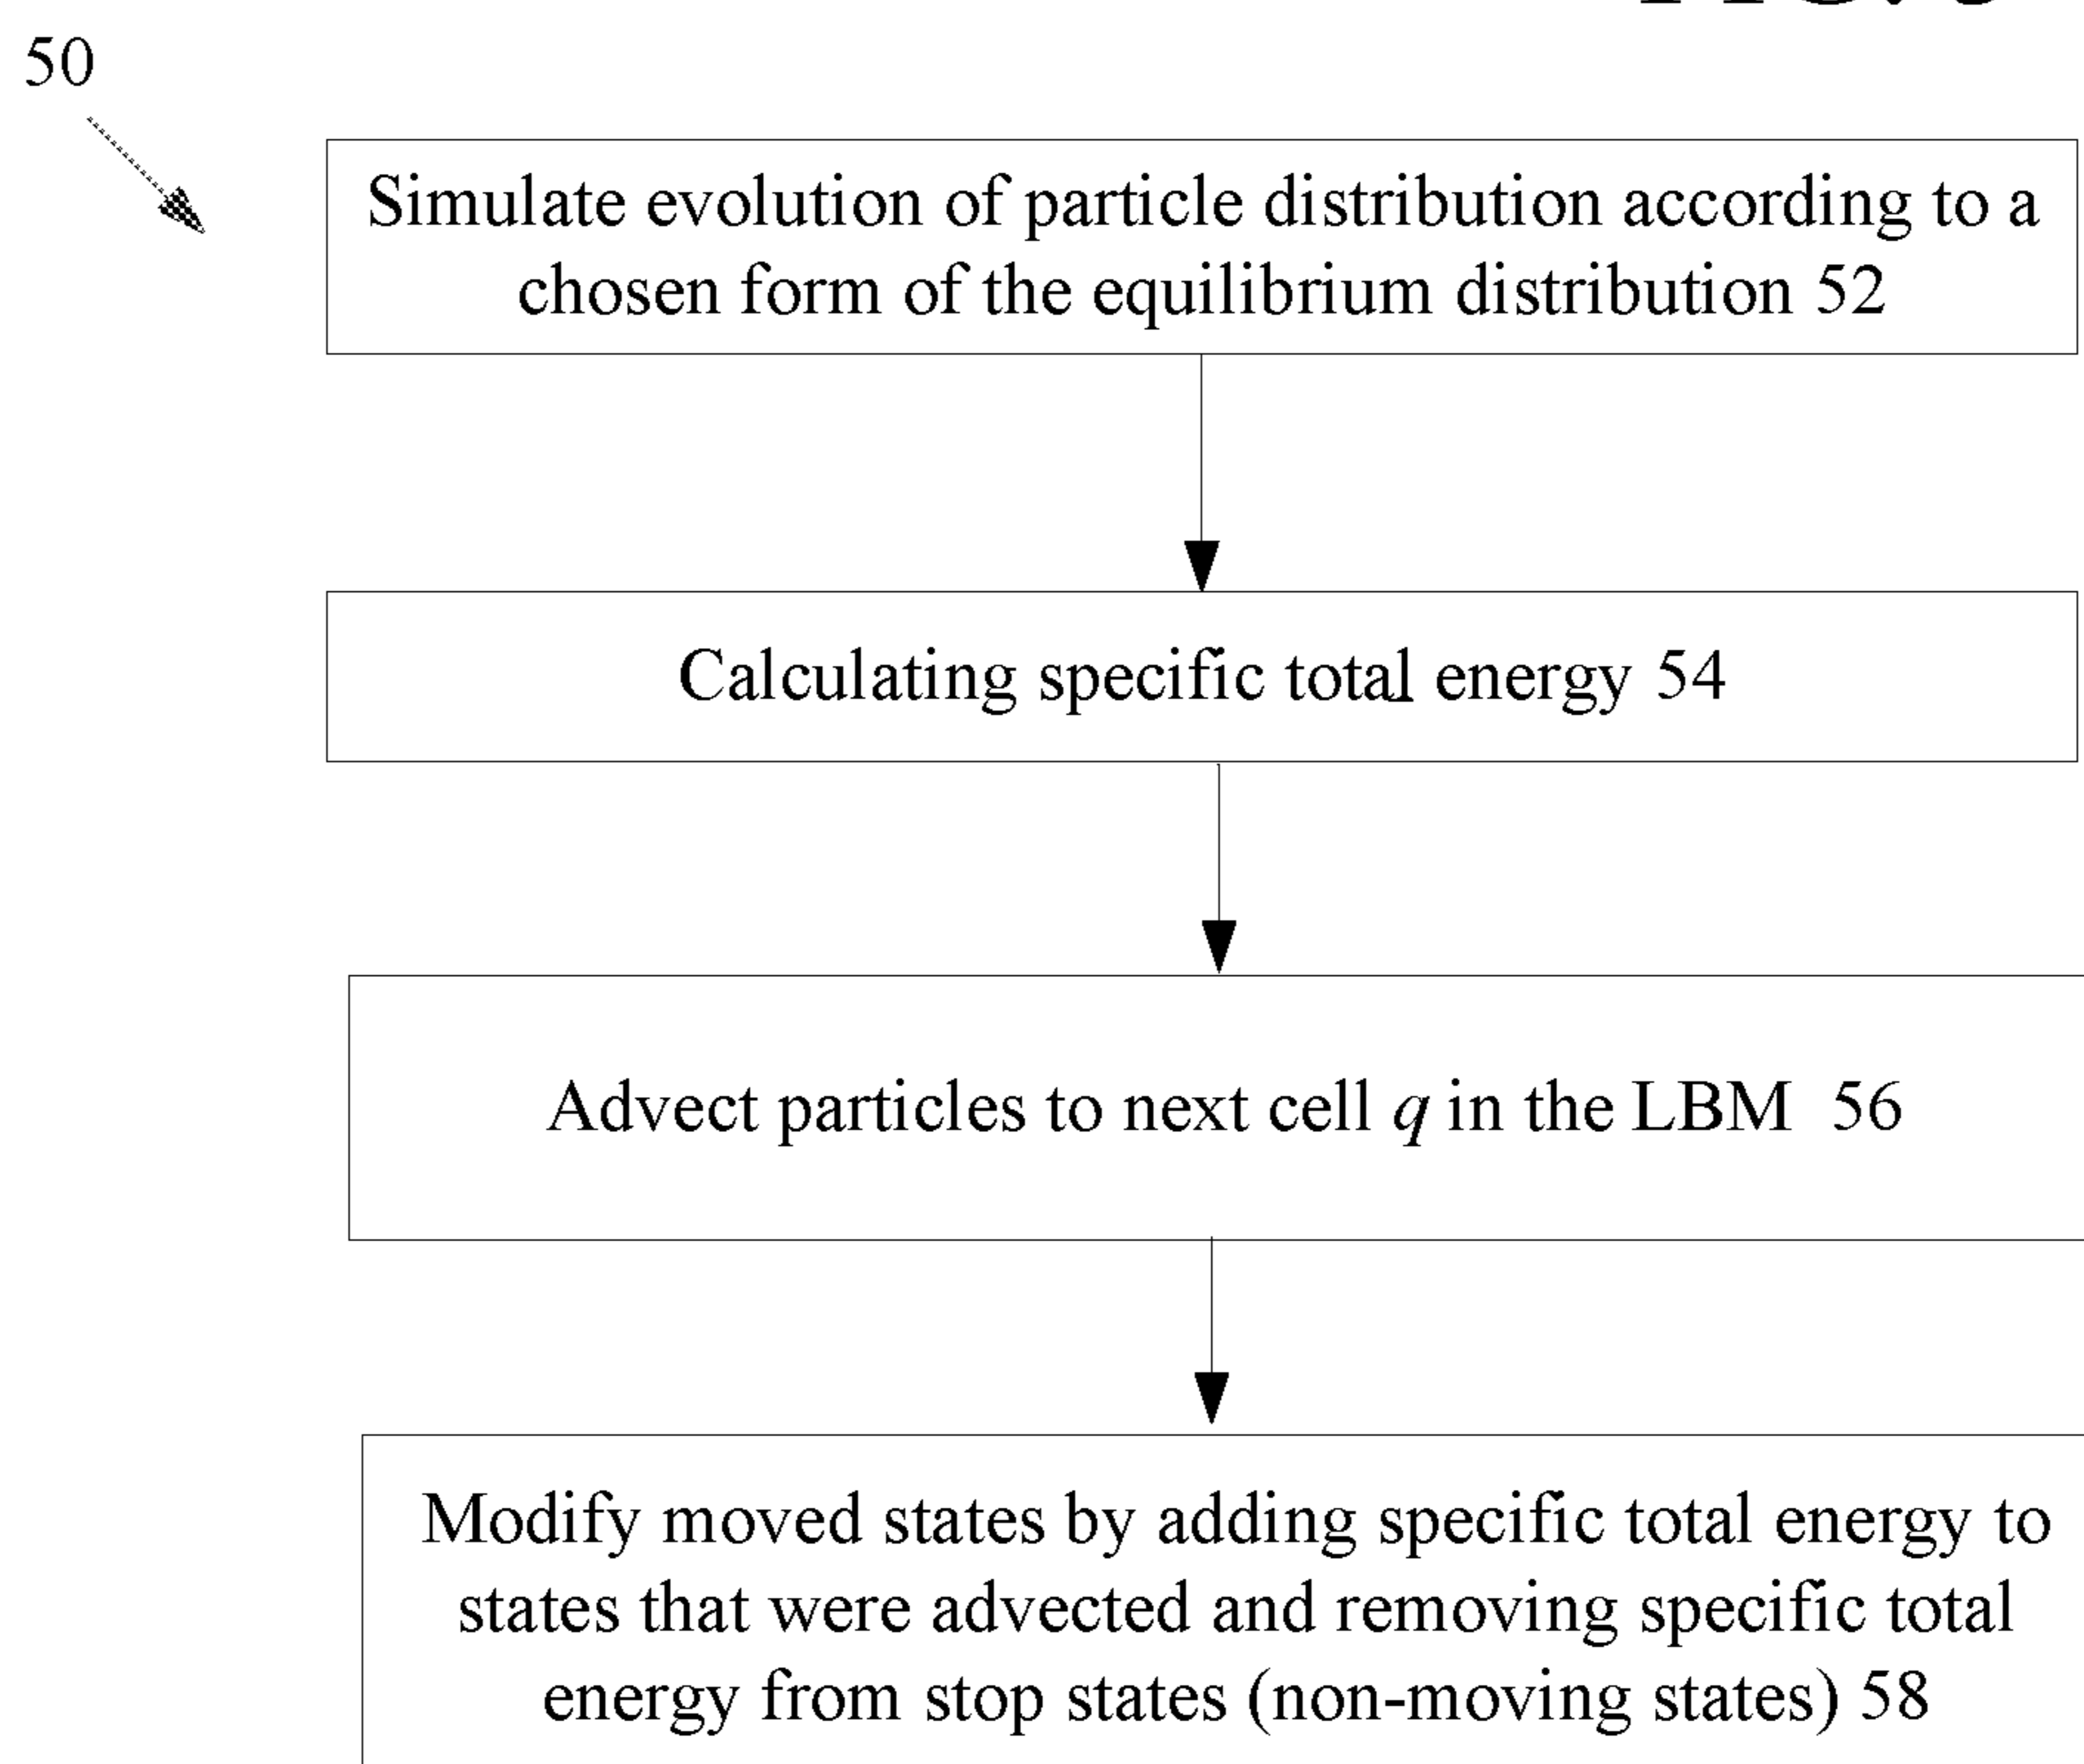 50
Simulate evolution of particle distribution according to a
chosen form of the equilibrium distribution 52
Calculating specific total energy 54
Advect particles to next cell q in the LBM 56
Modify moved states by adding specific total energy to
states that were advected and removing specific total
energy from stop states (non-moving states) 58